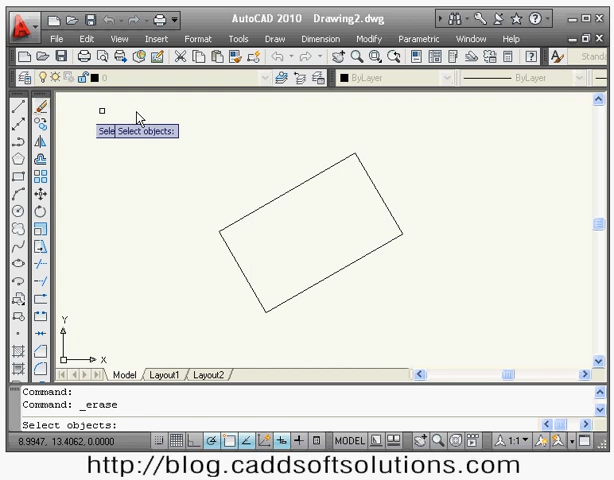 AutoCAD 2010 Drawing2.dwg
File Edit View Insert Format Tools Draw Dimension Modify Parametric Window Help
0 ByLayer ByLayer
Select objects:
Y
X
Model Layout1 Layout2
Command:
Command: _erase
Select objects:
8.9947, 13.4062, 0.0000 MODEL 1:1
http://blog.caddsoftsolutions.com